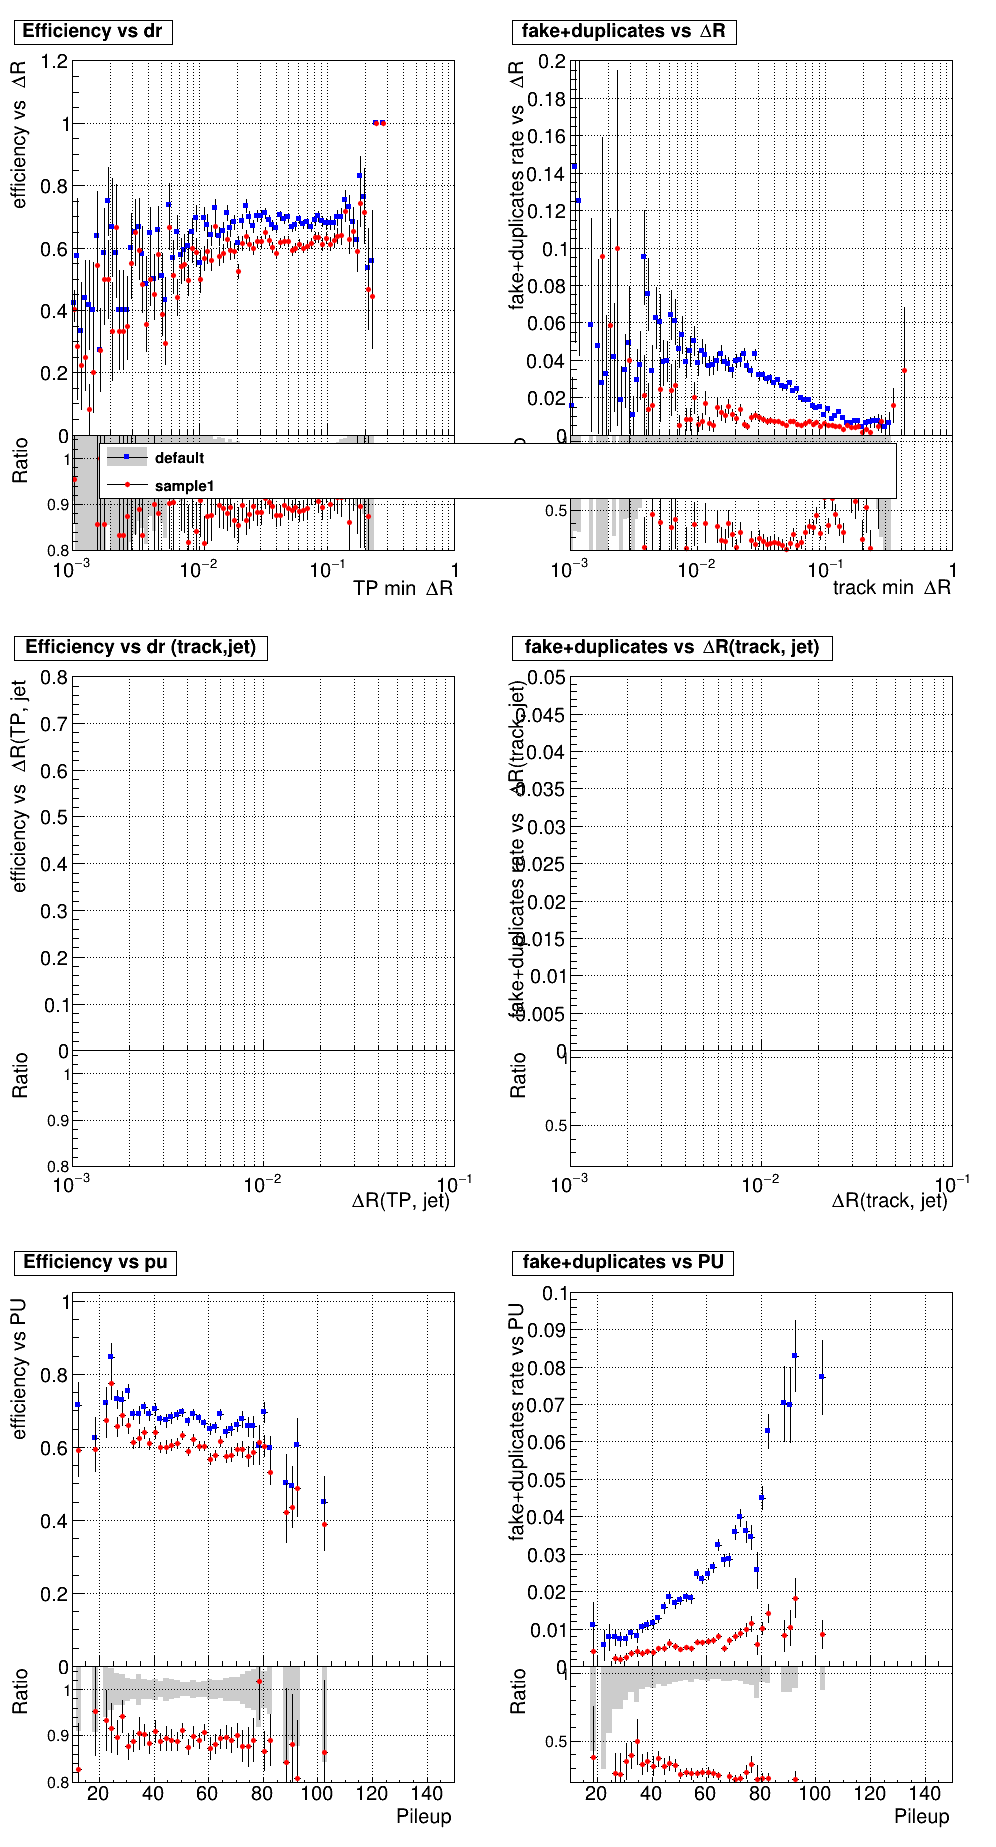 Efficiency vs dr
fake+duplicates vs ΔR
efficiency vs ΔR
1.2
1
0.8
0.6
0.4
0.2
0
fake+duplicates rate vs ΔR
0.2
0.18
0.16
0.14
0.12
0.1
0.08
0.06
0.04
0.02
0
default
sample1
Ratio
1
0.9
0.8
0.5
10⁻³ 10⁻² 10⁻¹ 1
TP min ΔR
10⁻³ 10⁻² 10⁻¹ 1
track min ΔR
Efficiency vs dr (track,jet)
fake+duplicates vs ΔR(track, jet)
efficiency vs ΔR(TP, jet
0.8
0.7
0.6
0.5
0.4
0.3
0.2
0.1
0
fake+duplicates rate vs ΔR(track, jet)
0.05
0.045
0.04
0.035
0.03
0.025
0.02
0.015
0.01
0.005
0
Ratio
1
0.9
0.8
Ratio
1
0.5
10⁻³ 10⁻² 10⁻¹
ΔR(TP, jet)
10⁻³ 10⁻² 10⁻¹
ΔR(track, jet)
Efficiency vs pu
fake+duplicates vs PU
efficiency vs PU
1
0.8
0.6
0.4
0.2
0
fake+duplicates rate vs PU
0.1
0.09
0.08
0.07
0.06
0.05
0.04
0.03
0.02
0.01
0
Ratio
1
0.9
0.8
Ratio
1
0.5
20 40 60 80 100 120 140
Pileup
20 40 60 80 100 120 140
Pileup